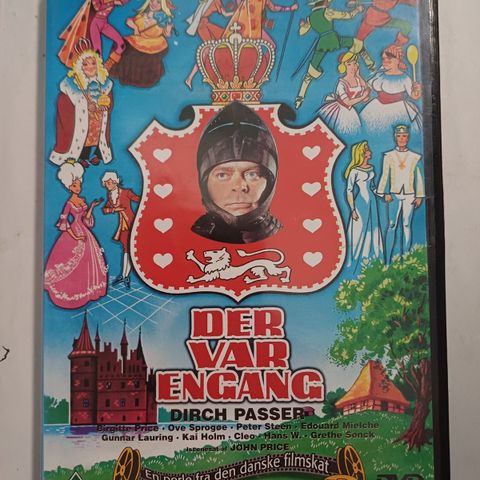 DER
VAR
ENGANG
DIRCH PASSER
Birgitte Price • Ove Sprogøe • Peter Steen • Edouard Mielche
Gunnar Lauring • Kai Holm • Cleo • Hans W. • Grethe Sønck
JOHN PRICE
En perle fra den danske filmskat